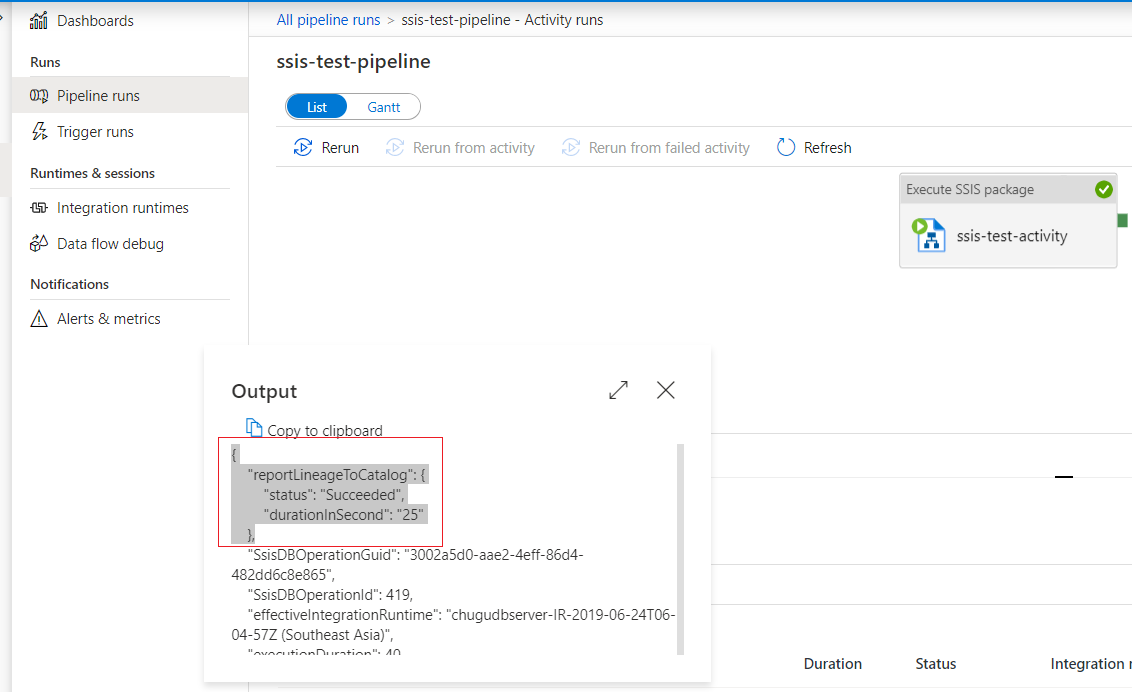 Dashboards
Runs
Pipeline runs
Trigger runs
Runtimes & sessions
Integration runtimes
Data flow debug
Notifications
Alerts & metrics
All pipeline runs > ssis-test-pipeline - Activity runs
ssis-test-pipeline
List Gantt
Rerun Rerun from activity Rerun from failed activity Refresh
Execute SSIS package
ssis-test-activity
Output
Copy to clipboard
{
"reportLineageToCatalog": {
"status": "Succeeded",
"durationInSecond": "25"
},
"SsisDBOperationGuid": "3002a5d0-aae2-4eff-86d4-
482dd6c8e865",
"SsisDBOperationId": 419,
"effectiveIntegrationRuntime": "chugudbserver-IR-2019-06-24T06-
04-57Z (Southeast Asia)",
"executionDuration": 40
Duration Status Integration r